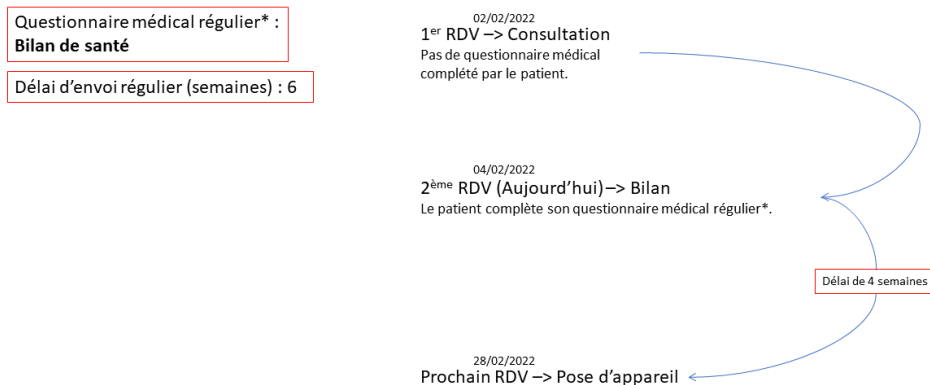 Questionnaire médical régulier* :
Bilan de santé
Délai d'envoi régulier (semaines) : 6
02/02/2022
1er RDV –> Consultation
Pas de questionnaire médical
complété par le patient.
04/02/2022
2ème RDV (Aujourd'hui) –> Bilan
Le patient complète son questionnaire médical régulier*.
Délai de 4 semaines
28/02/2022
Prochain RDV –> Pose d'appareil